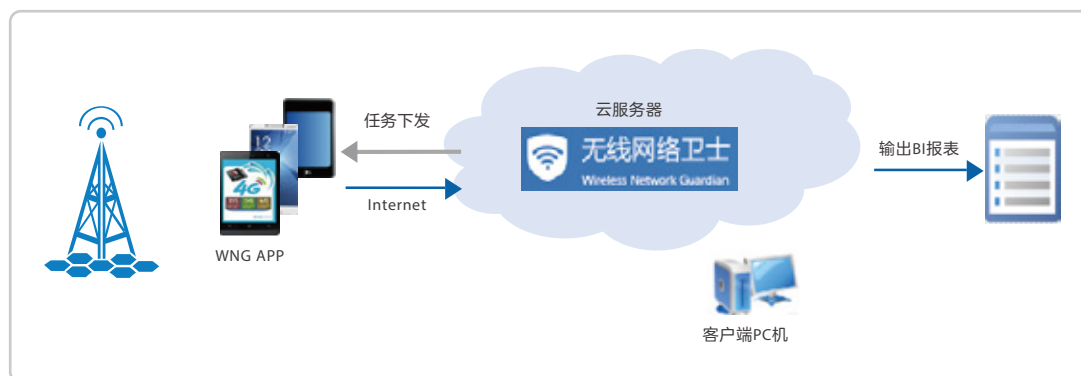 云服务器
任务下发
无线网络卫士
Wireless Network Guardian
输出BI报表
4G
Internet
WNG APP
客户端PC机